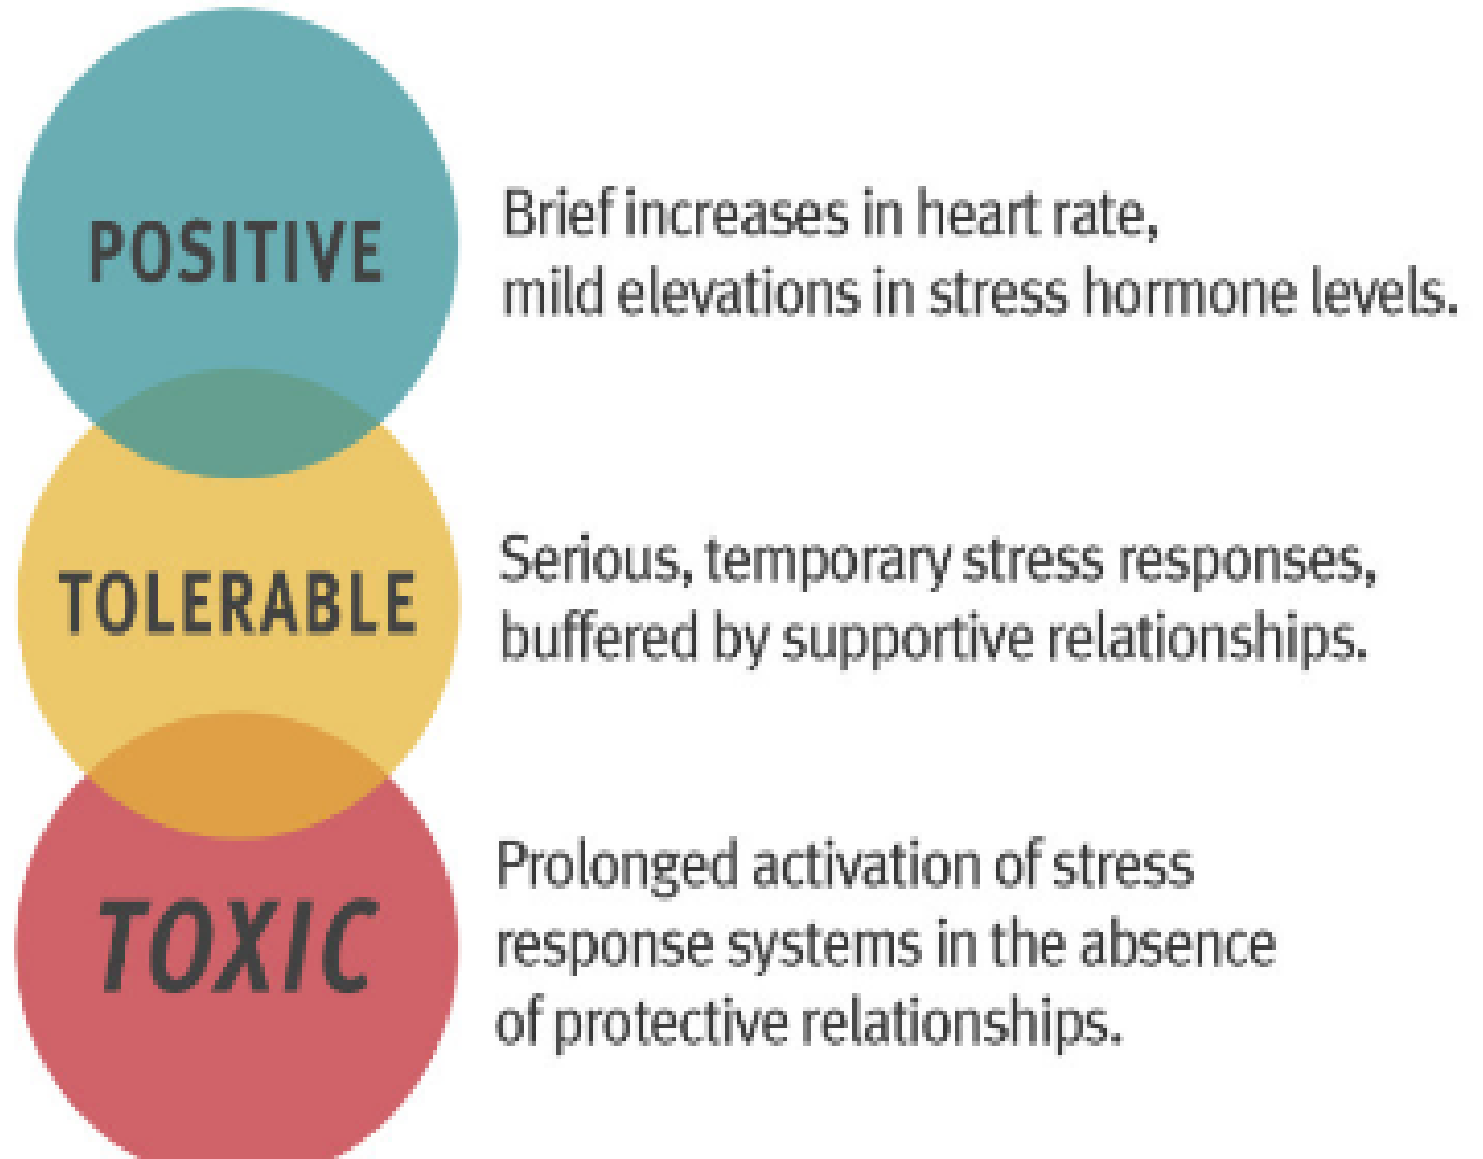 POSITIVE
Brief increases in heart rate,
mild elevations in stress hormone levels.
TOLERABLE
Serious, temporary stress responses,
buffered by supportive relationships.
TOXIC
Prolonged activation of stress
response systems in the absence
of protective relationships.